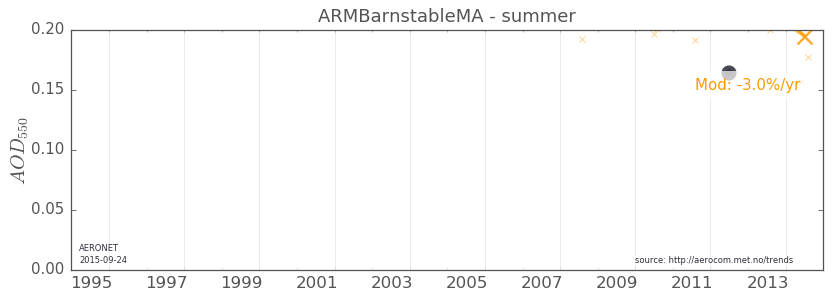 ARMBarnstableMA - summer
0.20
0.15
0.10
0.05
0.00
AOD550
Mod: -3.0%/yr
AERONET
2015-09-24
source: http://aerocom.met.no/trends
1995 1997 1999 2001 2003 2005 2007 2009 2011 2013